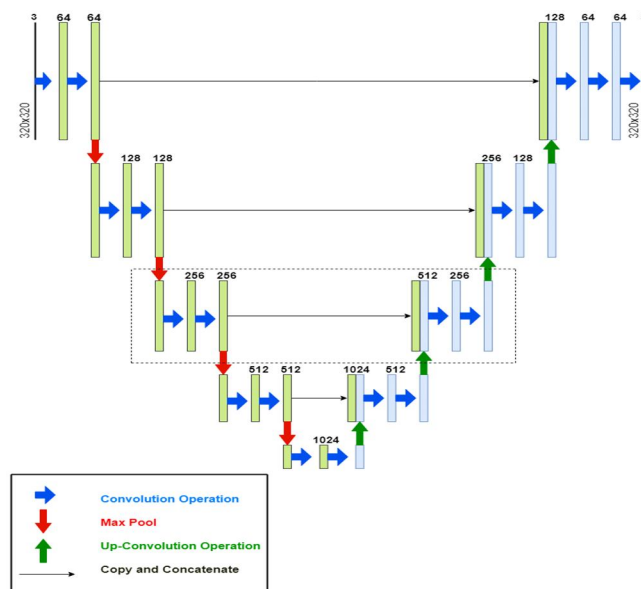 3 64 64 128 64 64
320x320 320x320
128 128 256 128
256 256 512 256
512 512 1024 512
1024
Convolution Operation
Max Pool
Up-Convolution Operation
Copy and Concatenate